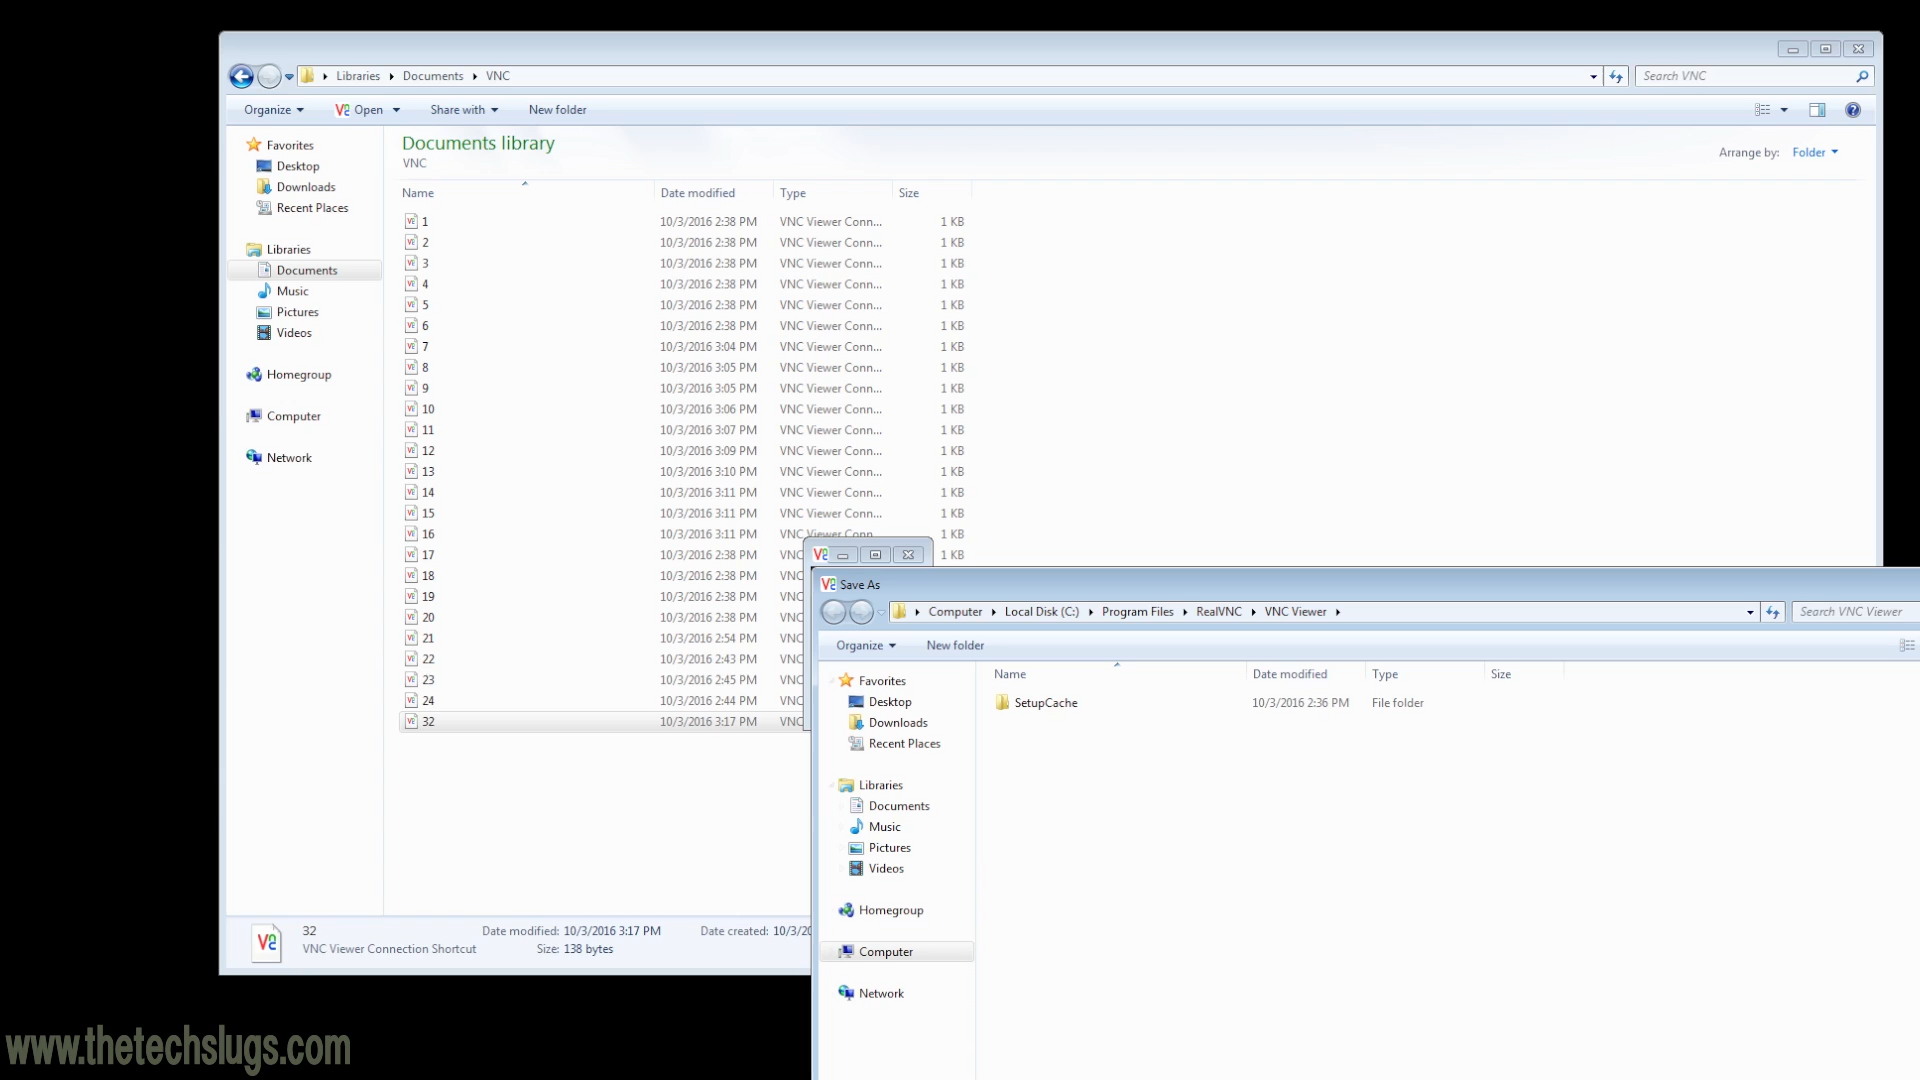 Libraries Documents VNC
Search VNC
Organize Open Share with New folder
Favorites
Desktop
Downloads
Recent Places
Libraries
Documents
Music
Pictures
Videos
Homegroup
Computer
Network
Documents library
VNC
Arrange by: Folder
Name Date modified Type Size
1 10/3/2016 2:38 PM VNC Viewer Conn... 1 KB
2 10/3/2016 2:38 PM VNC Viewer Conn... 1 KB
3 10/3/2016 2:38 PM VNC Viewer Conn... 1 KB
4 10/3/2016 2:38 PM VNC Viewer Conn... 1 KB
5 10/3/2016 2:38 PM VNC Viewer Conn... 1 KB
6 10/3/2016 2:38 PM VNC Viewer Conn... 1 KB
7 10/3/2016 3:04 PM VNC Viewer Conn... 1 KB
8 10/3/2016 3:05 PM VNC Viewer Conn... 1 KB
9 10/3/2016 3:05 PM VNC Viewer Conn... 1 KB
10 10/3/2016 3:06 PM VNC Viewer Conn... 1 KB
11 10/3/2016 3:07 PM VNC Viewer Conn... 1 KB
12 10/3/2016 3:09 PM VNC Viewer Conn... 1 KB
13 10/3/2016 3:10 PM VNC Viewer Conn... 1 KB
14 10/3/2016 3:11 PM VNC Viewer Conn... 1 KB
15 10/3/2016 3:11 PM VNC Viewer Conn... 1 KB
16 10/3/2016 3:11 PM VNC Viewer Conn... 1 KB
17 10/3/2016 2:38 PM 1 KB
18 10/3/2016 2:38 PM VNC
19 10/3/2016 2:38 PM VNC
20 10/3/2016 2:38 PM VNC
21 10/3/2016 2:54 PM VNC
22 10/3/2016 2:43 PM VNC
23 10/3/2016 2:45 PM VNC
24 10/3/2016 2:44 PM VNC
32 10/3/2016 3:17 PM VNC
32 Date modified: 10/3/2016 3:17 PM Date created: 10/3/20
VNC Viewer Connection Shortcut Size: 138 bytes
Save As
Computer Local Disk (C:) Program Files RealVNC VNC Viewer
Search VNC Viewer
Organize New folder
Favorites
Desktop
Downloads
Recent Places
Libraries
Documents
Music
Pictures
Videos
Homegroup
Computer
Network
Name Date modified Type Size
SetupCache 10/3/2016 2:36 PM File folder
www.thetechslugs.com